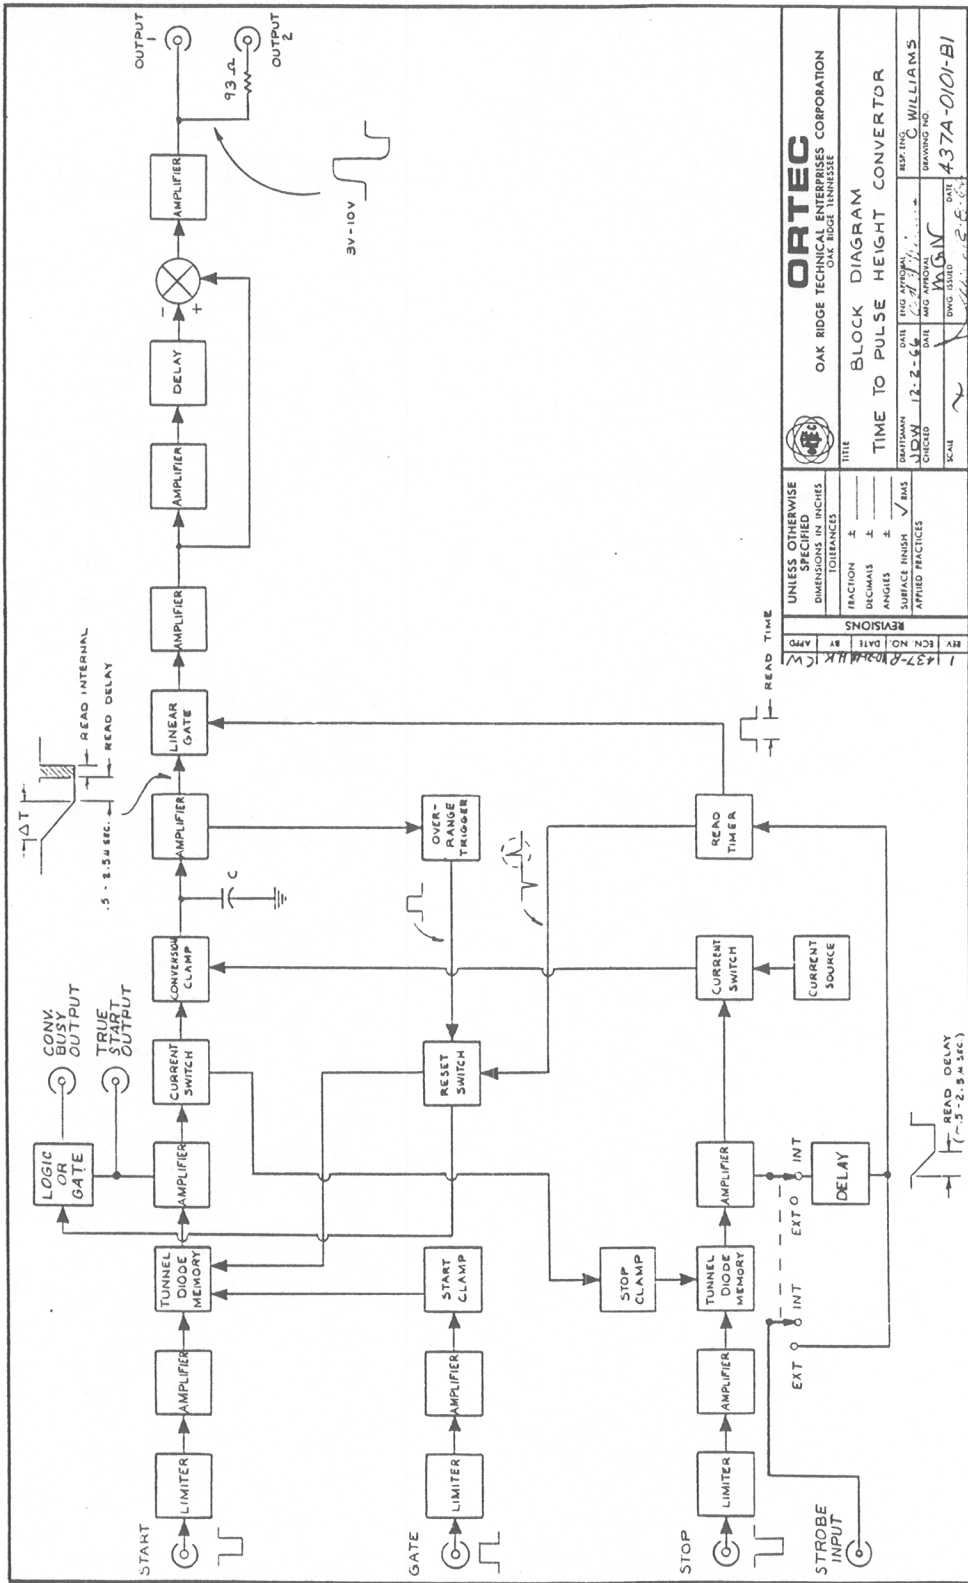 START
LIMITER
AMPLIFIER
TUNNEL
DIODE
MEMORY
AMPLIFIER
LOGIC
OR
GATE
CONV.
BUSY
OUTPUT
TRUE
START
OUTPUT
CURRENT
SWITCH
CONVERSION
CLAMP
C
AMPLIFIER
ΔT
READ INTERNAL
READ DELAY
.5 - 2.5 µ SEC.
LINEAR
GATE
AMPLIFIER
AMPLIFIER
DELAY
-
+
AMPLIFIER
OUTPUT
1
93 Ω
OUTPUT
2
3V-10V
GATE
LIMITER
AMPLIFIER
START
CLAMP
RESET
SWITCH
OVER-
RANGE
TRIGGER
STOP
CLAMP
STOP
LIMITER
AMPLIFIER
TUNNEL
DIODE
MEMORY
AMPLIFIER
CURRENT
SWITCH
CURRENT
SOURCE
READ
TIMER
READ TIME
STROBE
INPUT
EXT
INT
EXT
INT
DELAY
READ DELAY
(~.5-2.5 µ SEC.)
REVISIONS
REV.
ECN. NO.
DATE
BY
APPD
1
437-8
CW
UNLESS OTHERWISE
SPECIFIED
DIMENSIONS IN INCHES
TOLERANCES
FRACTION ±
DECIMALS ±
ANGLES ±
SURFACE FINISH √ RMS
APPLIED PRACTICES
ORTEC
OAK RIDGE TECHNICAL ENTERPRISES CORPORATION
OAK RIDGE TENNESSEE
TITLE
BLOCK DIAGRAM
TIME TO PULSE HEIGHT CONVERTOR
DRAFTSMAN JDW
DATE 12-2-66
ENG APPROVAL
RESP. ENG. C WILLIAMS
CHECKED
DATE
MFG APPROVAL
DRAWING NO.
437A-0101-B1
SCALE
DWG ISSUED
DATE